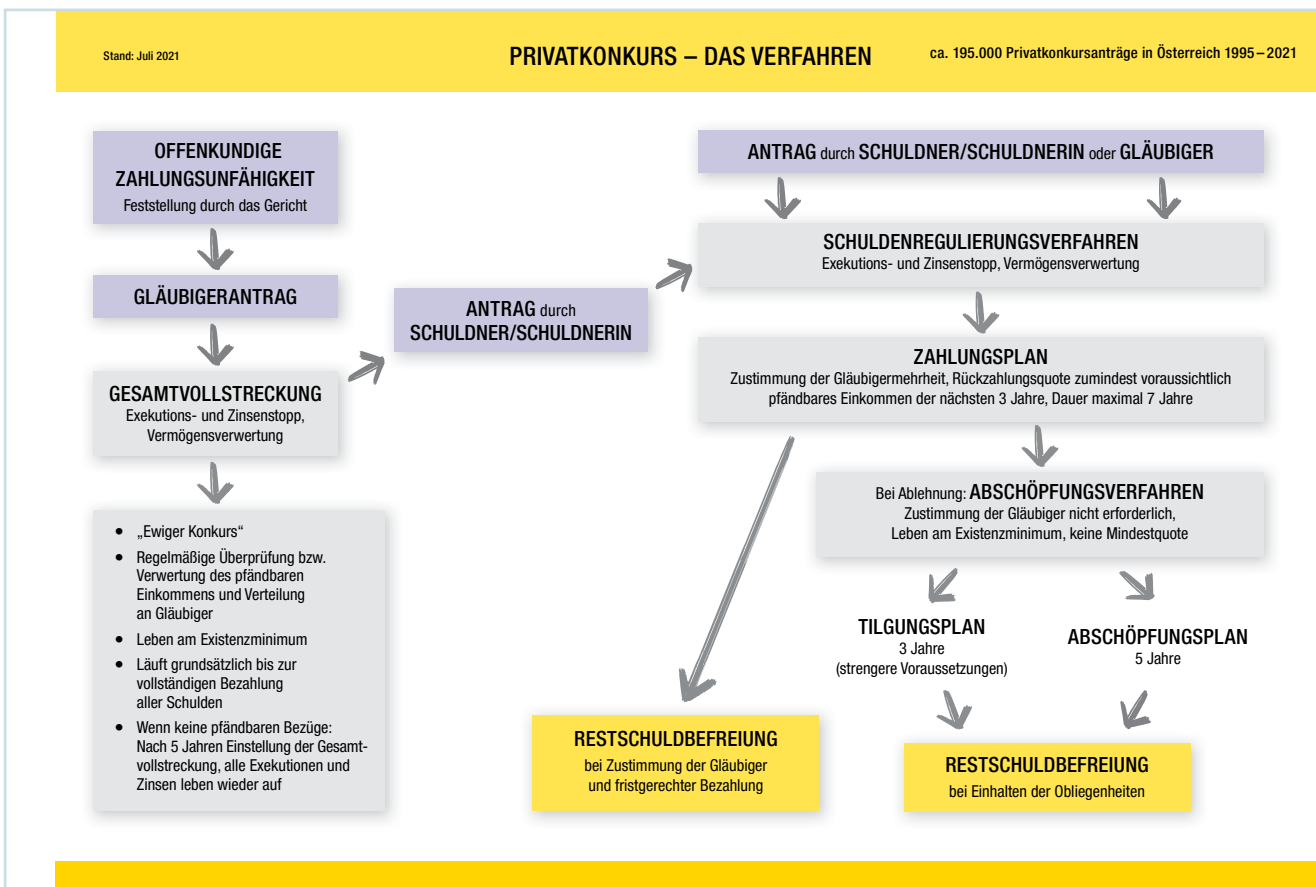 Stand: Juli 2021
PRIVATKONKURS – DAS VERFAHREN
ca. 195.000 Privatkonkursanträge in Österreich 1995–2021
OFFENKUNDIGE
ZAHLUNGSUNFÄHIGKEIT
Feststellung durch das Gericht
GLÄUBIGERANTRAG
GESAMTVOLLSTRECKUNG
Exekutions- und Zinsenstopp,
Vermögensverwertung
• „Ewiger Konkurs“
• Regelmäßige Überprüfung bzw.
Verwertung des pfändbaren
Einkommens und Verteilung
an Gläubiger
• Leben am Existenzminimum
• Läuft grundsätzlich bis zur
vollständigen Bezahlung
aller Schulden
• Wenn keine pfändbaren Bezüge:
Nach 5 Jahren Einstellung der Gesamt-
vollstreckung, alle Exekutionen und
Zinsen leben wieder auf
ANTRAG durch
SCHULDNER/SCHULDNERIN
ANTRAG durch SCHULDNER/SCHULDNERIN oder GLÄUBIGER
SCHULDENREGULIERUNGSVERFAHREN
Exekutions- und Zinsenstopp, Vermögensverwertung
ZAHLUNGSPLAN
Zustimmung der Gläubigermehrheit, Rückzahlungsquote zumindest voraussichtlich
pfändbares Einkommen der nächsten 3 Jahre, Dauer maximal 7 Jahre
Bei Ablehnung: ABSCHÖPFUNGSVERFAHREN
Zustimmung der Gläubiger nicht erforderlich,
Leben am Existenzminimum, keine Mindestquote
TILGUNGSPLAN
3 Jahre
(strengere Voraussetzungen)
ABSCHÖPFUNGSPLAN
5 Jahre
RESTSCHULDBEFREIUNG
bei Zustimmung der Gläubiger
und fristgerechter Bezahlung
RESTSCHULDBEFREIUNG
bei Einhalten der Obliegenheiten